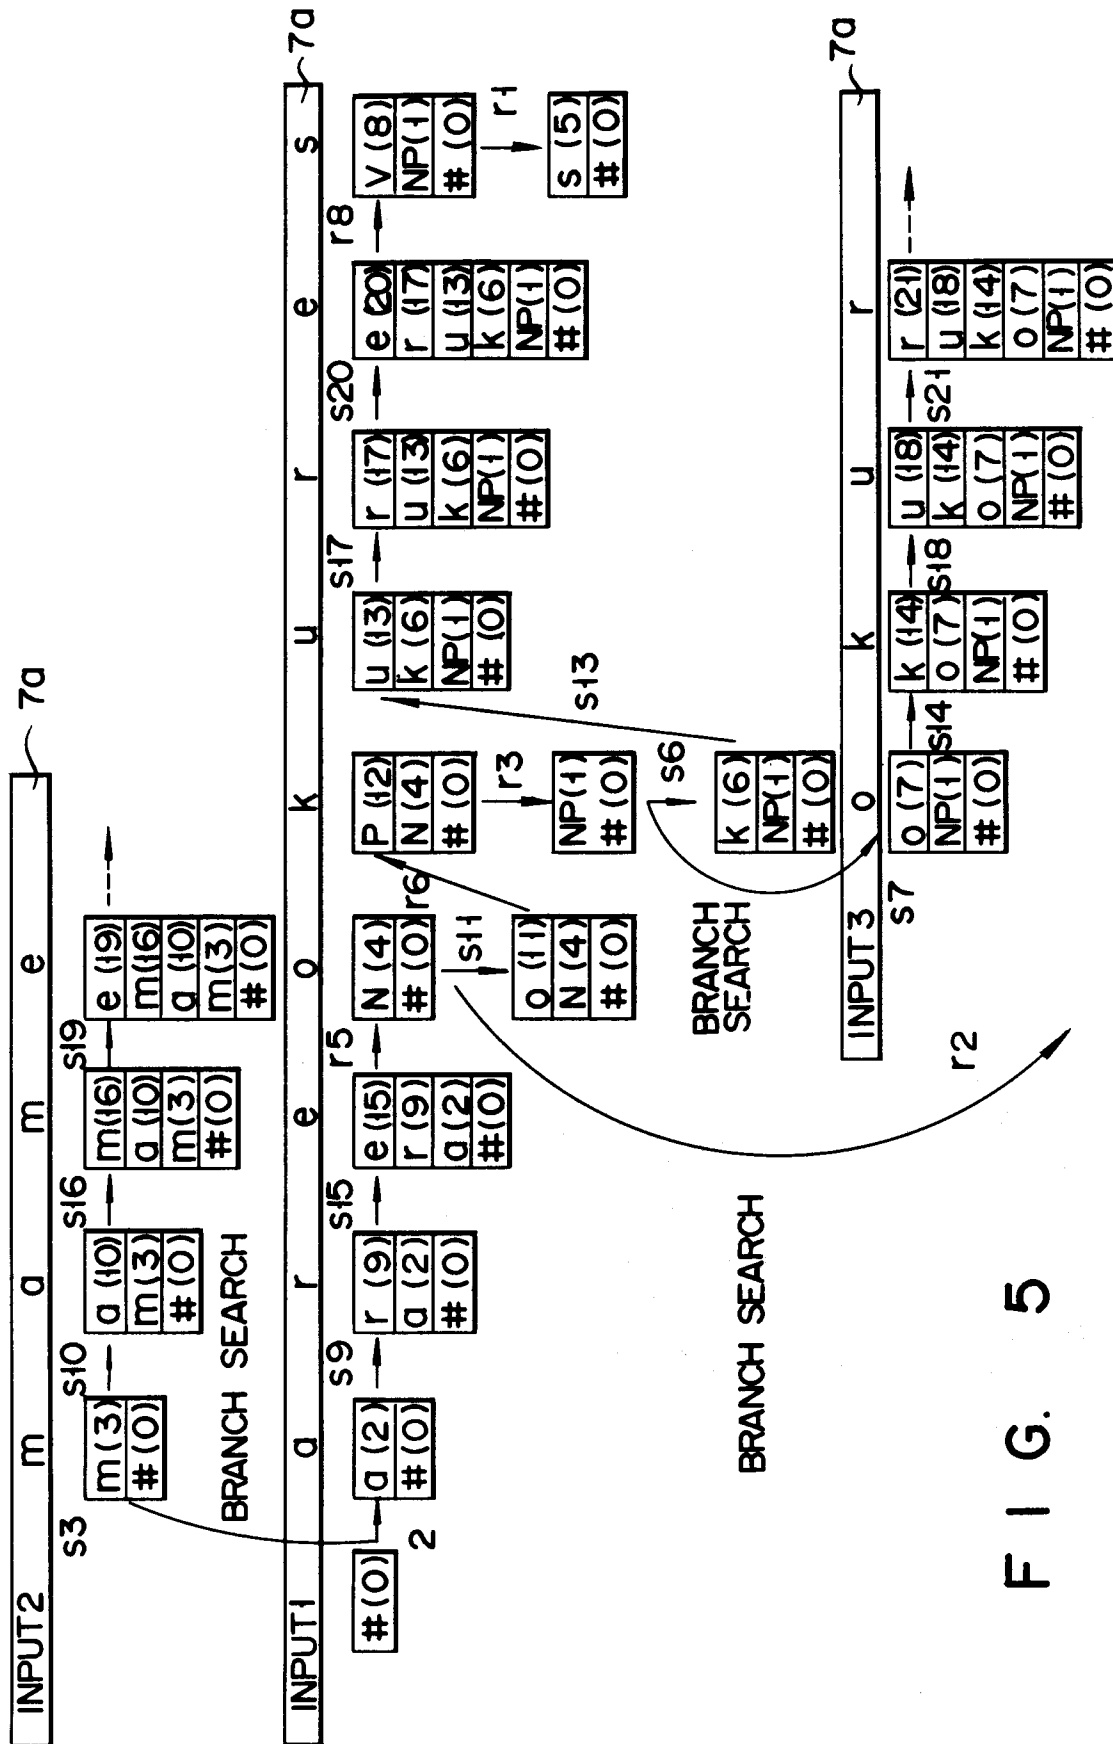 INPUT2 m a m e 7a
s3 s10 s16 s19
m(3)
#(0)
a(10)
m(3)
#(0)
m(16)
a(10)
m(3)
#(0)
e(19)
m(16)
a(10)
m(3)
#(0)
BRANCH SEARCH
INPUT1 a r e o k u r e s 7a
2 s9 s15 r5 r6 s17 s20 r8
#(0)
a(2)
#(0)
r(9)
a(2)
#(0)
e(15)
r(9)
a(2)
#(0)
N(4)
#(0)
s11
o(11)
N(4)
#(0)
P(12)
N(4)
#(0)
r3
NP(1)
#(0)
s6
k(6)
NP(1)
#(0)
s13
u(13)
k(6)
NP(1)
#(0)
r(17)
u(13)
k(6)
NP(1)
#(0)
e(20)
r(17)
u(13)
k(6)
NP(1)
#(0)
V(8)
NP(1)
#(0)
r1
s(5)
#(0)
BRANCH
SEARCH
INPUT3 o k u r 7a
s7 s14 s18 s21
o(7)
NP(1)
#(0)
k(14)
o(7)
NP(1)
#(0)
u(18)
k(14)
o(7)
NP(1)
#(0)
r(21)
u(18)
k(14)
o(7)
NP(1)
#(0)
r2
BRANCH SEARCH
FIG. 5